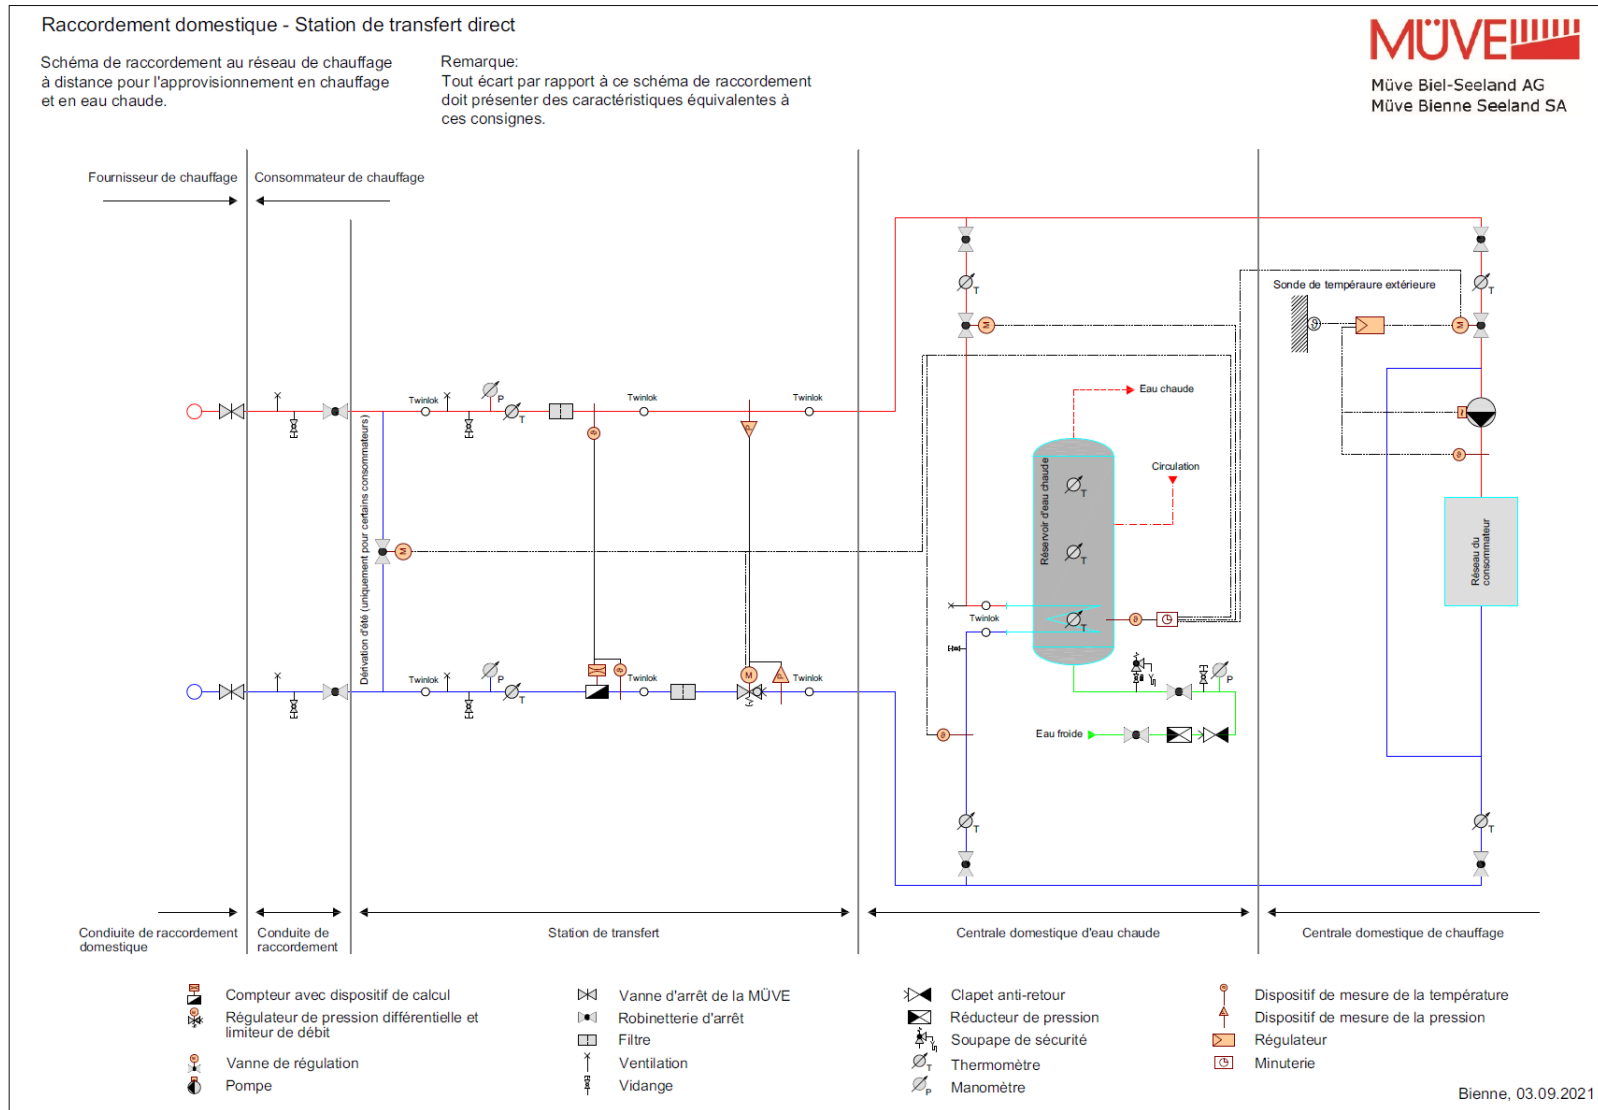 Raccordement domestique - Station de transfert direct
Schéma de raccordement au réseau de chauffage
à distance pour l'approvisionnement en chauffage
et en eau chaude.
Remarque:
Tout écart par rapport à ce schéma de raccordement
doit présenter des caractéristiques équivalentes à
ces consignes.
MÜVE
Müve Biel-Seeland AG
Müve Bienne Seeland SA
Fournisseur de chauffage
Consommateur de chauffage
Sonde de tempéraure extérieure
M
M
Twinlok
P
T
Twinlok
Twinlok
T
T
Eau chaude
Circulation
Dérivation d'été (uniquement pour certains consommateurs)
M
Réservoir d'eau chaude
T
T
T
Réseau du
consommateur
Twinlok
Twinlok
P
T
Twinlok
M
P
Twinlok
P
Eau froide
T
T
Conduiite de raccordement
domestique
Conduite de
raccordement
Station de transfert
Centrale domestique d'eau chaude
Centrale domestique de chauffage
Compteur avec dispositif de calcul
Régulateur de pression différentielle et
limiteur de débit
Vanne de régulation
Pompe
Vanne d'arrêt de la MÜVE
Robinetterie d'arrêt
Filtre
Ventilation
Vidange
Clapet anti-retour
Réducteur de pression
Soupape de sécurité
T
Thermomètre
P
Manomètre
Dispositif de mesure de la température
Dispositif de mesure de la pression
Régulateur
Minuterie
Bienne, 03.09.2021